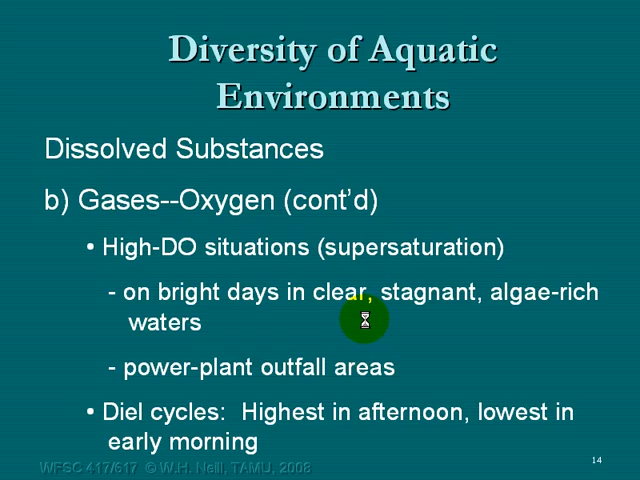 Diversity of Aquatic
Environments
Dissolved Substances
b) Gases--Oxygen (cont'd)
• High-DO situations (supersaturation)
- on bright days in clear, stagnant, algae-rich
waters
- power-plant outfall areas
• Diel cycles:  Highest in afternoon, lowest in
early morning
WFSC 417/617  © W.H. Neill, TAMU, 2008
14